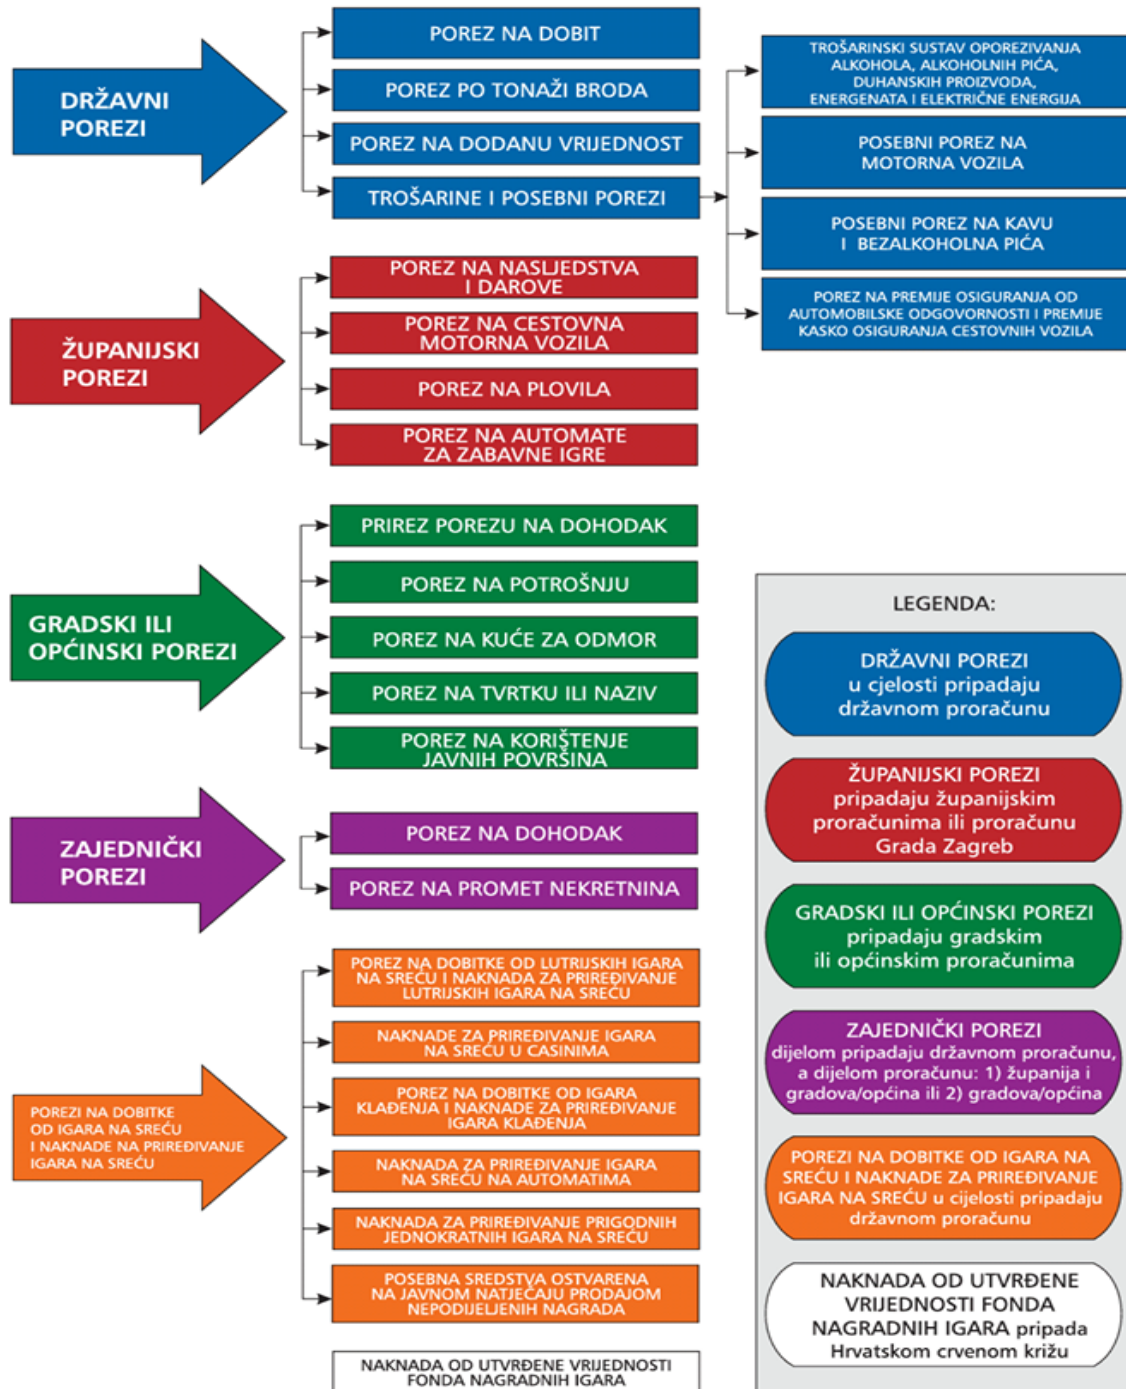 DRŽAVNI
POREZI
POREZ NA DOBIT
POREZ PO TONAŽI BRODA
POREZ NA DODANU VRIJEDNOST
TROŠARINE I POSEBNI POREZI
TROŠARINSKI SUSTAV OPOREZIVANJA
ALKOHOLA, ALKOHOLNIH PIĆA,
DUHANSKIH PROIZVODA,
ENERGENATA I ELEKTRIČNE ENERGIJA
POSEBNI POREZ NA
MOTORNA VOZILA
POSEBNI POREZ NA KAVU
I BEZALKOHOLNA PIĆA
POREZ NA PREMIJE OSIGURANJA OD
AUTOMOBILSKE ODGOVORNOSTI I PREMIJE
KASKO OSIGURANJA CESTOVNIH VOZILA
ŽUPANIJSKI
POREZI
POREZ NA NASLJEDSTVA
I DAROVE
POREZ NA CESTOVNA
MOTORNA VOZILA
POREZ NA PLOVILA
POREZ NA AUTOMATE
ZA ZABAVNE IGRE
GRADSKI ILI
OPĆINSKI POREZI
PRIREZ POREZU NA DOHODAK
POREZ NA POTROŠNJU
POREZ NA KUĆE ZA ODMOR
POREZ NA TVRTKU ILI NAZIV
POREZ NA KORIŠTENJE
JAVNIH POVRŠINA
ZAJEDNIČKI
POREZI
POREZ NA DOHODAK
POREZ NA PROMET NEKRETNINA
POREZI NA DOBITKE
OD IGARA NA SREĆU
I NAKNADE NA PRIREĐIVANJE
IGARA NA SREĆU
POREZ NA DOBITKE OD LUTRIJSKIH IGARA
NA SREĆU I NAKNADA ZA PRIREĐIVANJE
LUTRIJSKIH IGARA NA SREĆU
NAKNADE ZA PRIREĐIVANJE IGARA
NA SREĆU U CASINIMA
POREZ NA DOBITKE OD IGARA
KLAĐENJA I NAKNADE ZA PRIREĐIVANJE
IGARA KLAĐENJA
NAKNADA ZA PRIREĐIVANJE IGARA
NA SREĆU NA AUTOMATIMA
NAKNADA ZA PRIREĐIVANJE PRIGODNIH
JEDNOKRATNIH IGARA NA SREĆU
POSEBNA SREDSTVA OSTVARENA
NA JAVNOM NATJEČAJU PRODAJOM
NEPODIJELJENIH NAGRADA
NAKNADA OD UTVRĐENE VRIJEDNOSTI
FONDA NAGRADNIH IGARA
LEGENDA:
DRŽAVNI POREZI
u cjelosti pripadaju
državnom proračunu
ŽUPANIJSKI POREZI
pripadaju županijskim
proračunima ili proračunu
Grada Zagreb
GRADSKI ILI OPĆINSKI POREZI
pripadaju gradskim
ili općinskim proračunima
ZAJEDNIČKI POREZI
dijelom pripadaju državnom proračunu,
a dijelom proračunu: 1) županija i
gradova/općina ili 2) gradova/općina
POREZI NA DOBITKE OD IGARA NA
SREĆU I NAKNADE ZA PRIREĐIVANJE
IGARA NA SREĆU u cijelosti pripadaju
državnom proračunu
NAKNADA OD UTVRĐENE
VRIJEDNOSTI FONDA
NAGRADNIH IGARA pripada
Hrvatskom crvenom križu